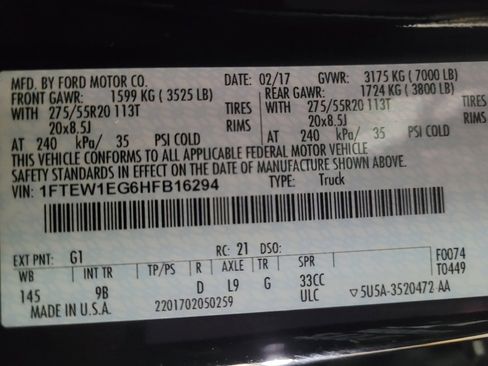 MFD. BY FORD MOTOR CO. DATE: 02/17 GVWR: 3175 KG ( 7000 LB)
FRONT GAWR: 1599 KG ( 3525 LB) REAR GAWR: 1724 KG ( 3800 LB)
WITH 275/55R20 113T TIRES WITH 275/55R20 113T TIRES
20x8.5J RIMS 20x8.5J RIMS
AT 240 kPa/ 35 PSI COLD AT 240 kPa/ 35 PSI COLD
THIS VEHICLE CONFORMS TO ALL APPLICABLE FEDERAL MOTOR VEHICLE
SAFETY STANDARDS IN EFFECT ON THE DATE OF MANUFACTURE SHOWN ABOVE.
VIN: 1FTEW1EG6HFB16294 TYPE: Truck
EXT PNT: G1 RC: 21 DSO: F0074
WB INT TR TP/PS R AXLE TR SPR T0449
145 9B D L9 G 33CC
MADE IN U.S.A. 2201702050259 ULC ▽5U5A-3520472 AA